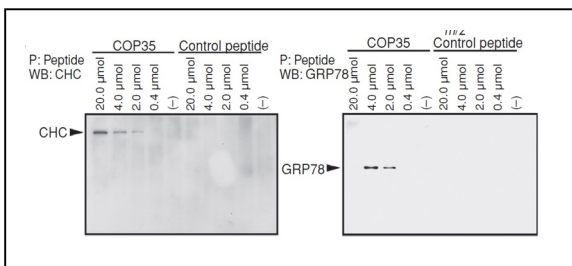 m/z
COP35 Control peptide
P: Peptide
WB: CHC
20.0 µmol 4.0 µmol 2.0 µmol 0.4 µmol (–) 20.0 µmol 4.0 µmol 2.0 µmol 0.4 µmol (–)
CHC
COP35 Control peptide
P: Peptide
WB: GRP78
20.0 µmol 4.0 µmol 2.0 µmol 0.4 µmol (–) 20.0 µmol 4.0 µmol 2.0 µmol 0.4 µmol (–)
GRP78